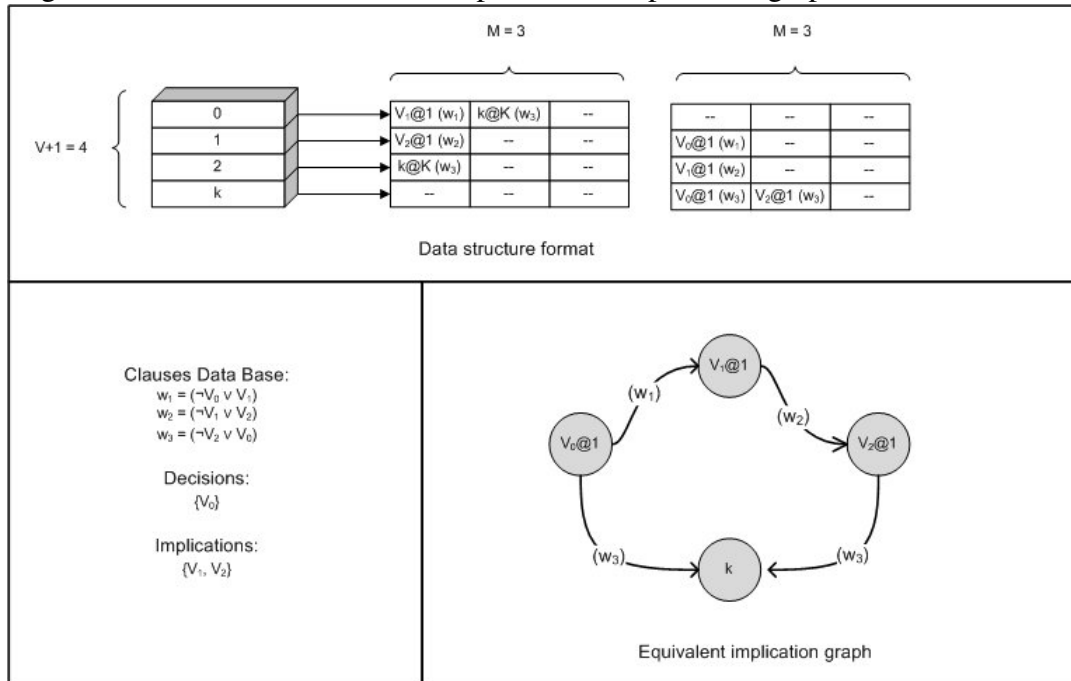 M = 3 M = 3
V+1 = 4
0 V₁@1 (w₁) k@K (w₃) -- -- -- --
1 V₂@1 (w₂) -- -- V₀@1 (w₁) -- --
2 k@K (w₃) -- -- V₁@1 (w₂) -- --
k -- -- -- V₀@1 (w₃) V₂@1 (w₃) --
Data structure format
Clauses Data Base:
w₁ = (¬V₀ v V₁)
w₂ = (¬V₁ v V₂)
w₃ = (¬V₂ v V₀)
Decisions:
{V₀}
Implications:
{V₁, V₂}
V₁@1
(w₁)
(w₂)
V₀@1
V₂@1
(w₃)
k
(w₃)
Equivalent implication graph